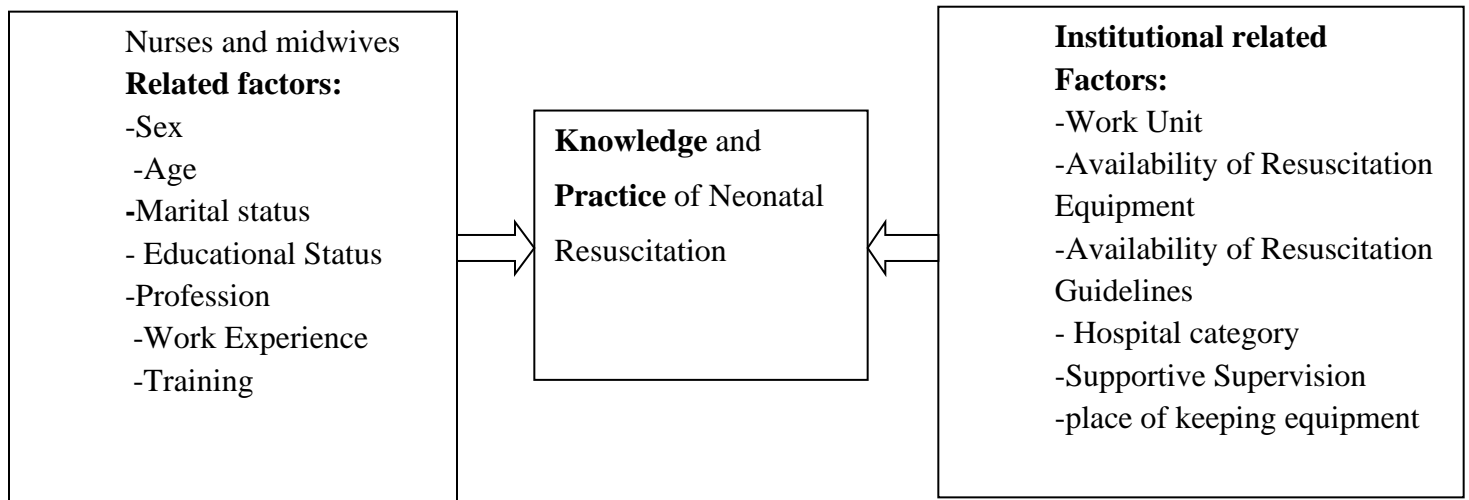 Nurses and midwives
Related factors:
-Sex
-Age
-Marital status
- Educational Status
-Profession
-Work Experience
-Training
Knowledge and
Practice of Neonatal
Resuscitation
Institutional related
Factors:
-Work Unit
-Availability of Resuscitation
Equipment
-Availability of Resuscitation
Guidelines
- Hospital category
-Supportive Supervision
-place of keeping equipment